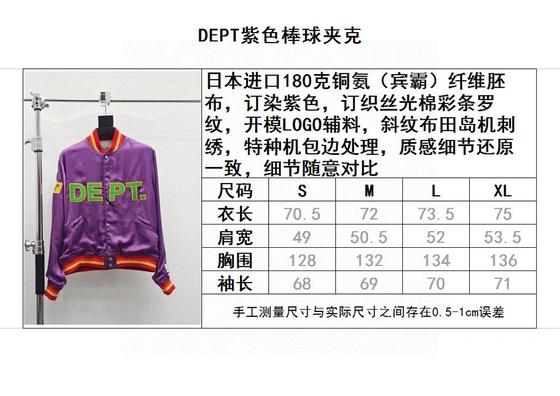 DEPT紫色棒球夹克
日本进口180克铜氨（宾霸）纤维胚
布，订染紫色，订织丝光棉彩条罗
纹，开模LOGO辅料，斜纹布田岛机刺
绣，特种机包边处理，质感细节还原
一致，细节随意对比
DEPT.
尺码 S M L XL
衣长 70.5 72 73.5 75
肩宽 49 50.5 52 53.5
胸围 128 132 134 136
袖长 68 69 70 71
手工测量尺寸与实际尺寸之间存在0.5-1cm误差